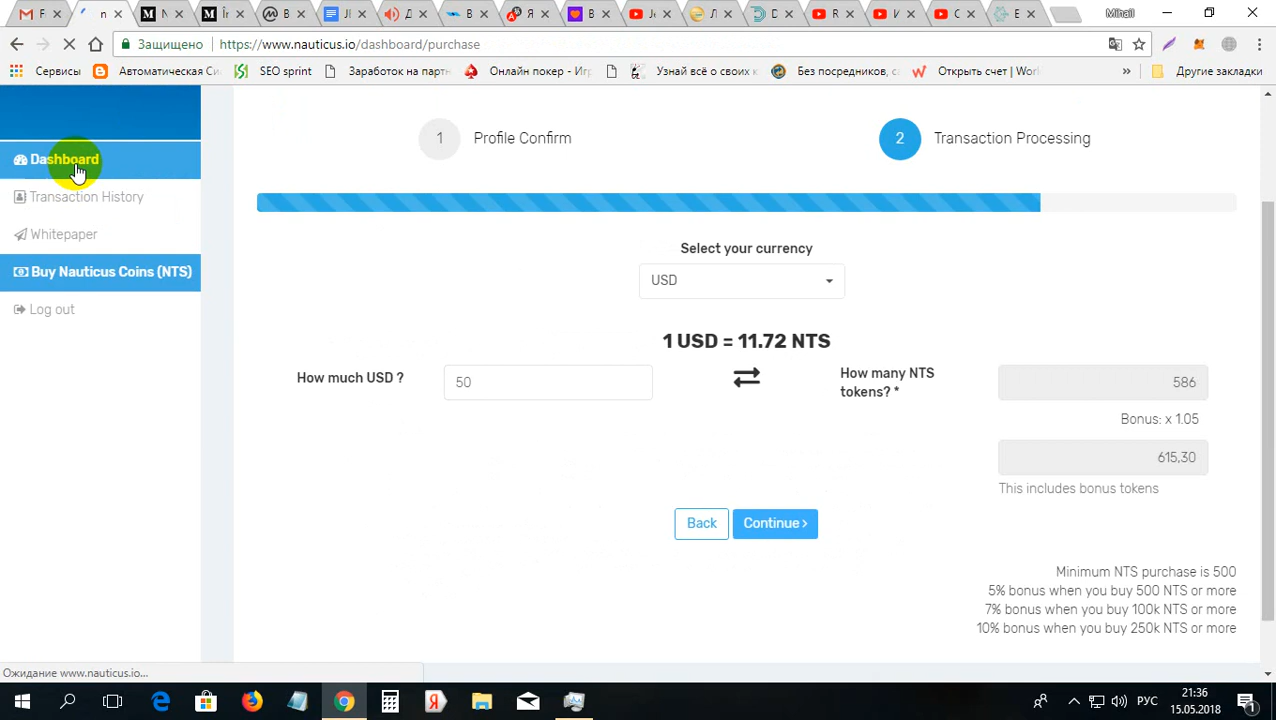 F
n
N
Ir
B
JI
Д
B
Я
B
Je
Л
D
R
И
C
E
Mihail
Защищено
https://www.nauticus.io/dashboard/purchase
Сервисы
Автоматическая Си
SEO sprint
Заработок на партн
Онлайн покер - Игр
Узнай всё о своих к
Без посредников, са
Открыть счет | Worl
»
Другие закладки
1 Profile Confirm
2 Transaction Processing
Dashboard
Transaction History
Whitepaper
Buy Nauticus Coins (NTS)
Log out
Select your currency
USD
1 USD = 11.72 NTS
How much USD ?
50
How many NTS
tokens? *
586
Bonus: x 1.05
615,30
This includes bonus tokens
Back
Continue ›
Minimum NTS purchase is 500
5% bonus when you buy 500 NTS or more
7% bonus when you buy 100k NTS or more
10% bonus when you buy 250k NTS or more
Ожидание www.nauticus.io...
РУС
21:36
15.05.2018
1